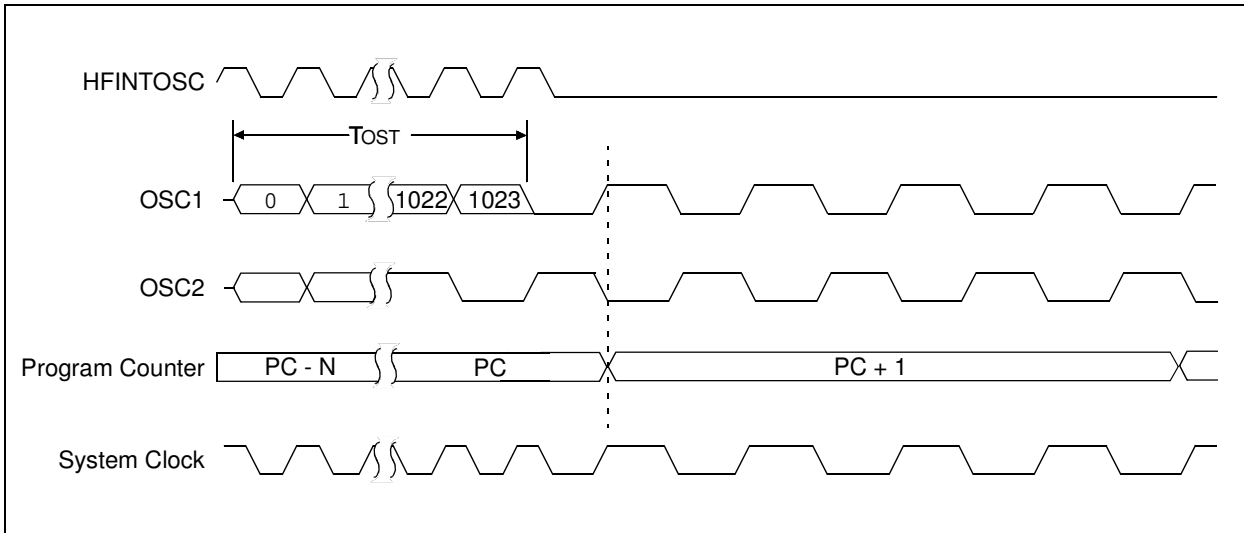 HFINTOSC
TOST
OSC1 0 1 1022 1023
OSC2
Program Counter PC - N PC PC + 1
System Clock